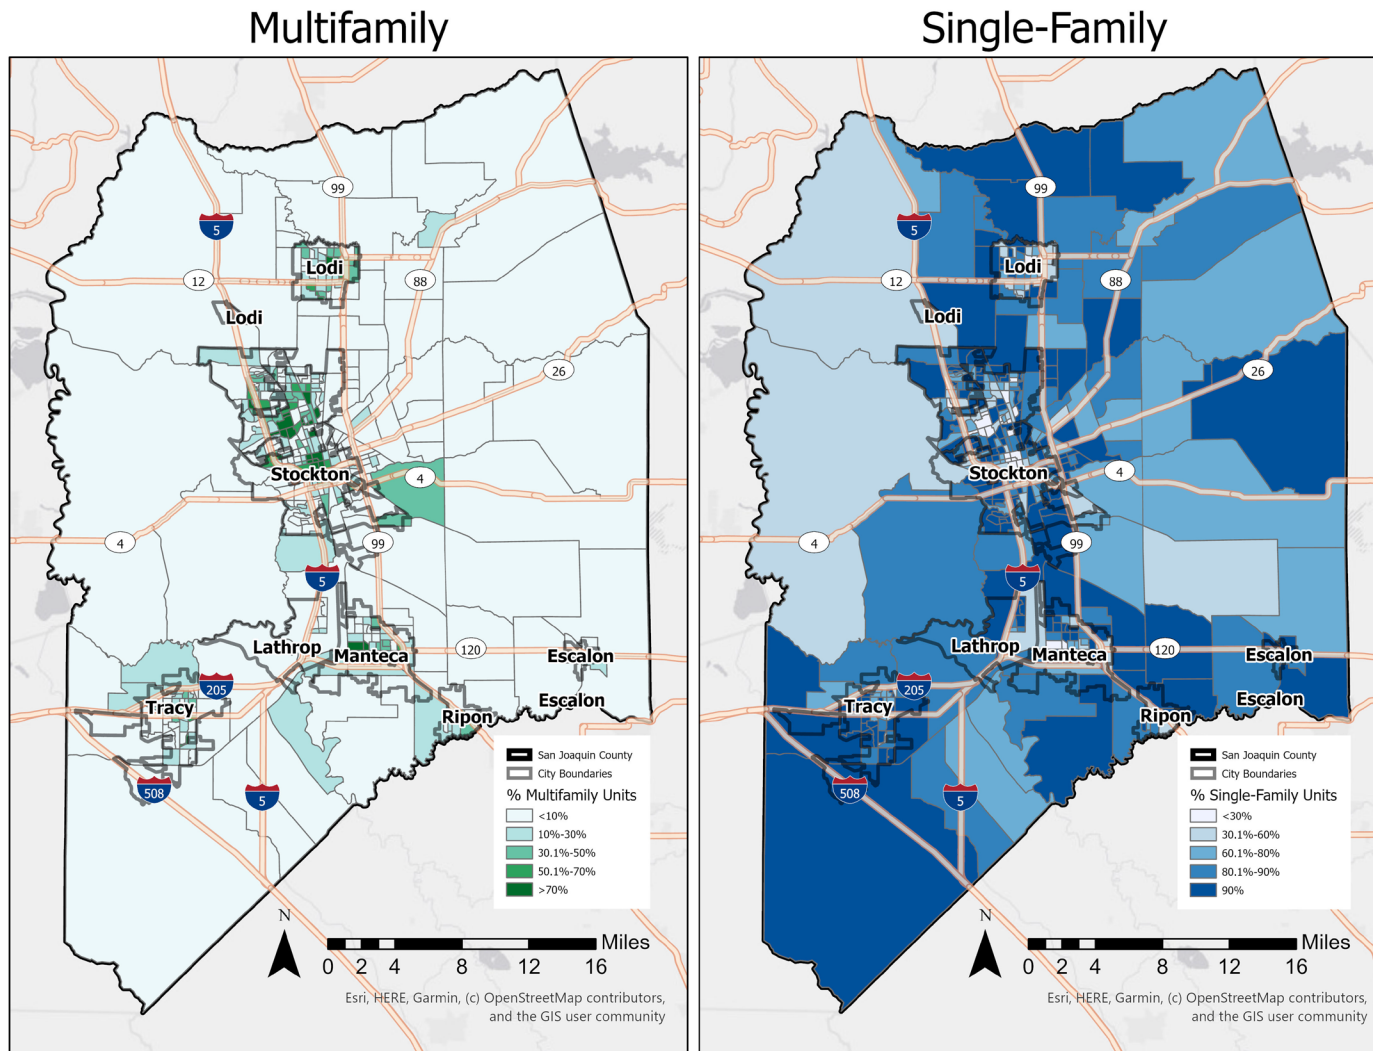 Multifamily
99
5
Lodi
12
88
Lodi
26
Stockton
4
4
99
5
Lathrop
Manteca
120
Escalon
205
Tracy
Escalon
Ripon
508
5
San Joaquin County
City Boundaries
% Multifamily Units
<10%
10%-30%
30.1%-50%
50.1%-70%
>70%
N
Miles
0 2 4 8 12 16
Esri, HERE, Garmin, (c) OpenStreetMap contributors,
and the GIS user community
Single-Family
99
5
Lodi
12
88
Lodi
26
Stockton
4
4
99
5
Lathrop
Manteca
120
Escalon
205
Tracy
Escalon
Ripon
508
5
San Joaquin County
City Boundaries
% Single-Family Units
<30%
30.1%-60%
60.1%-80%
80.1%-90%
90%
N
Miles
0 2 4 8 12 16
Esri, HERE, Garmin, (c) OpenStreetMap contributors,
and the GIS user community